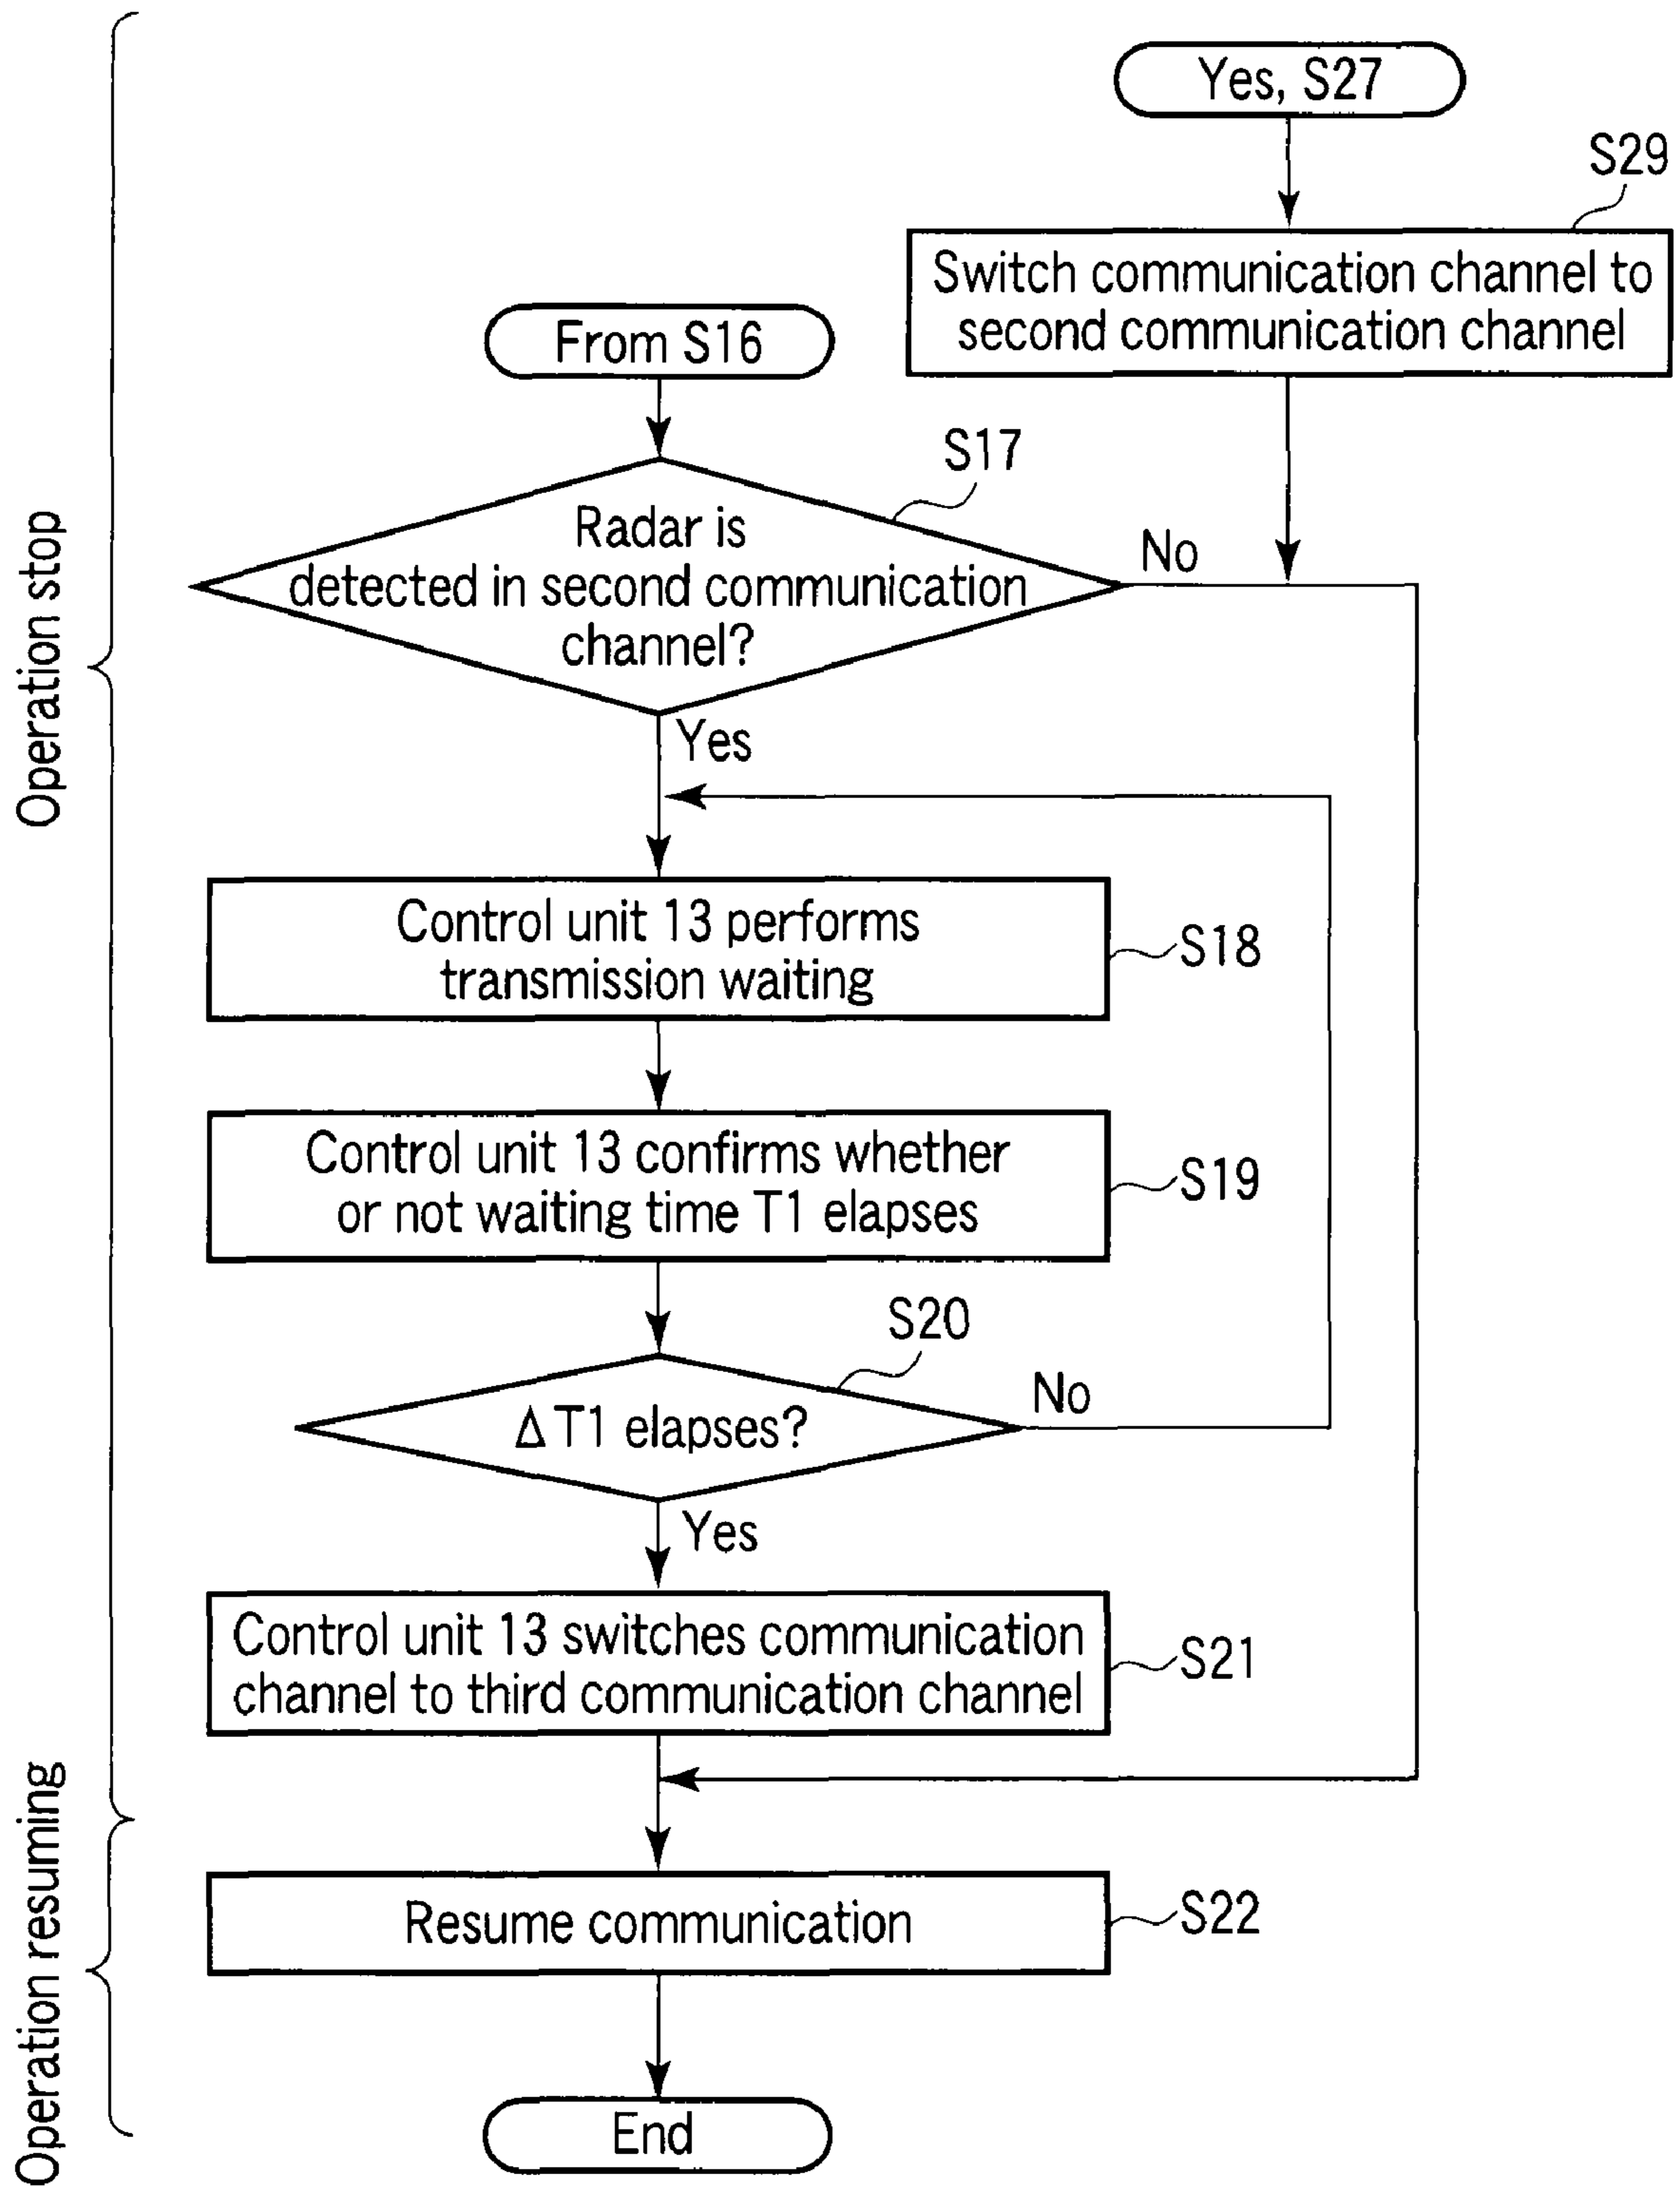 Yes, S27
S29
Switch communication channel to
second communication channel
From S16
S17
Radar is
detected in second communication
channel?
No
Yes
Operation stop
Control unit 13 performs
transmission waiting
S18
Control unit 13 confirms whether
or not waiting time T1 elapses
S19
S20
Δ T1 elapses?
No
Yes
Control unit 13 switches communication
channel to third communication channel
S21
Operation resuming
Resume communication
S22
End